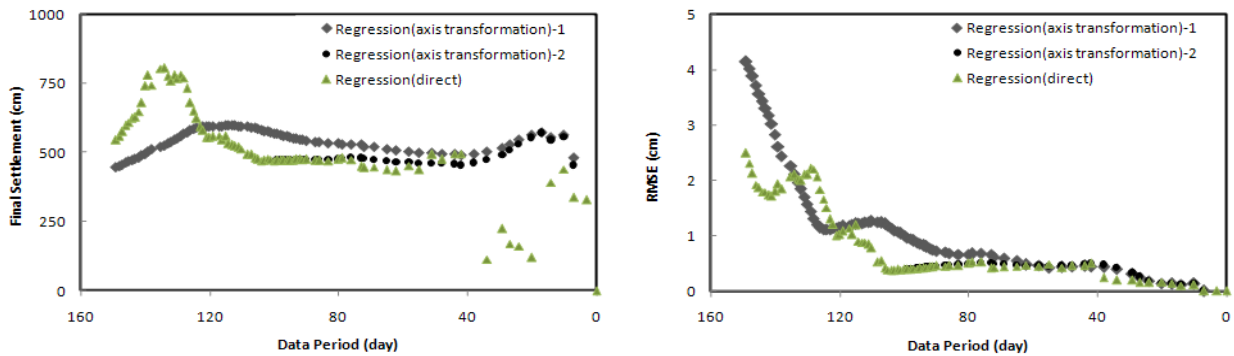 1000
750
500
250
0
Final Settlement (cm)
Regression(axis transformation)-1
Regression(axis transformation)-2
Regression(direct)
160 120 80 40 0
Data Period (day)
5
4
3
2
1
0
RMSE (cm)
Regression(axis transformation)-1
Regression(axis transformation)-2
Regression(direct)
160 120 80 40 0
Data Period (day)